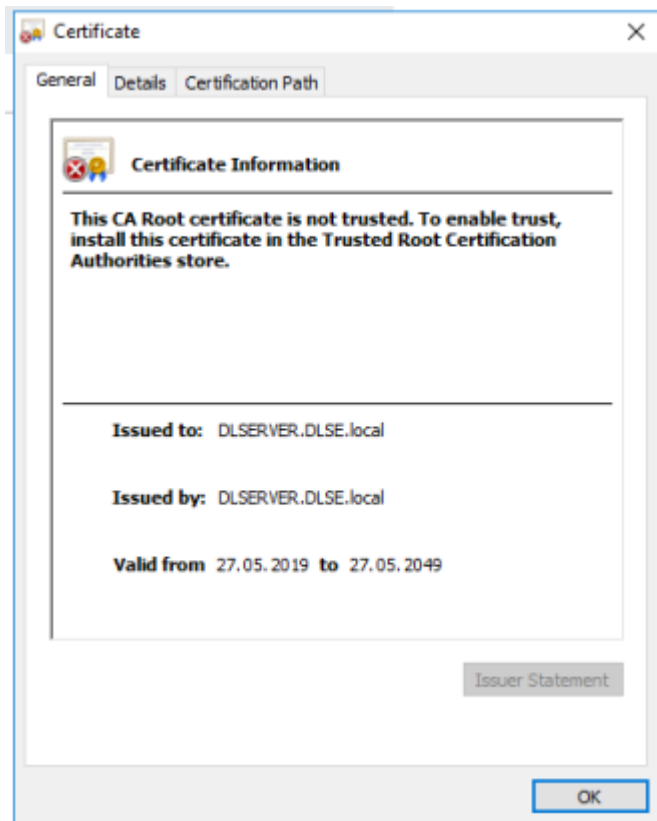 Certificate
General Details Certification Path
Certificate Information
This CA Root certificate is not trusted. To enable trust,
install this certificate in the Trusted Root Certification
Authorities store.
Issued to: DLSERVER.DLSE.local
Issued by: DLSERVER.DLSE.local
Valid from 27.05.2019 to 27.05.2049
Issuer Statement
OK